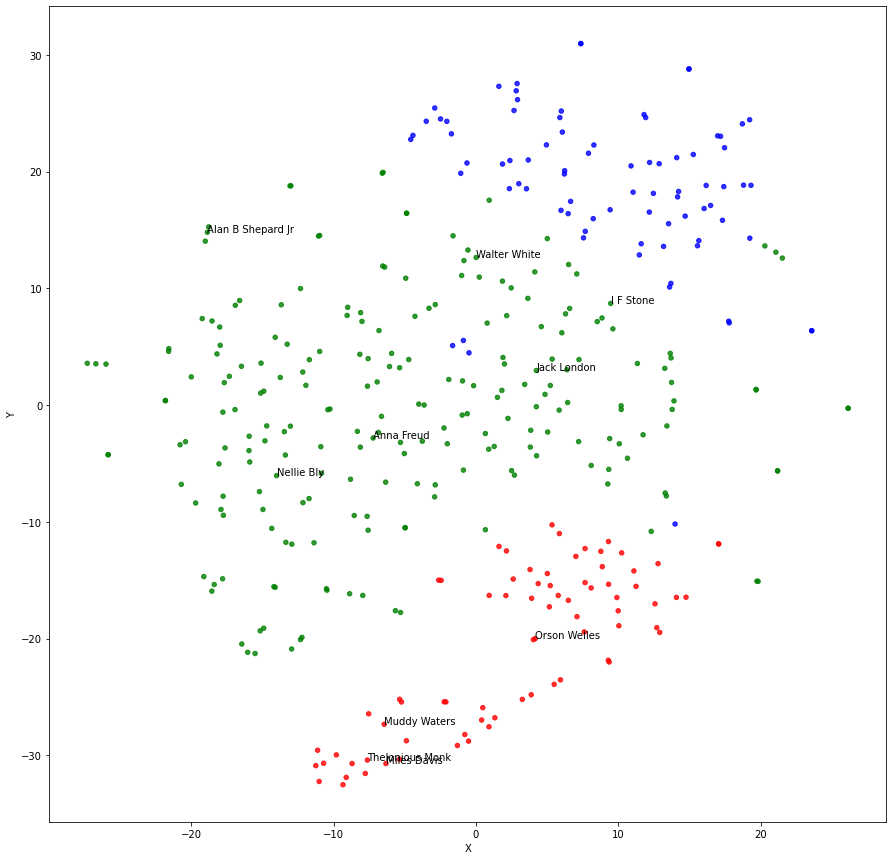 30
20
Alan B Shepard Jr
Walter White
10
I F Stone
Jack London
Y
0
Anna Freud
Nellie Bly
−10
−20
Orson Welles
Muddy Waters
Thelonious Monk
Miles Davis
−30
−20 −10 0 10 20
X